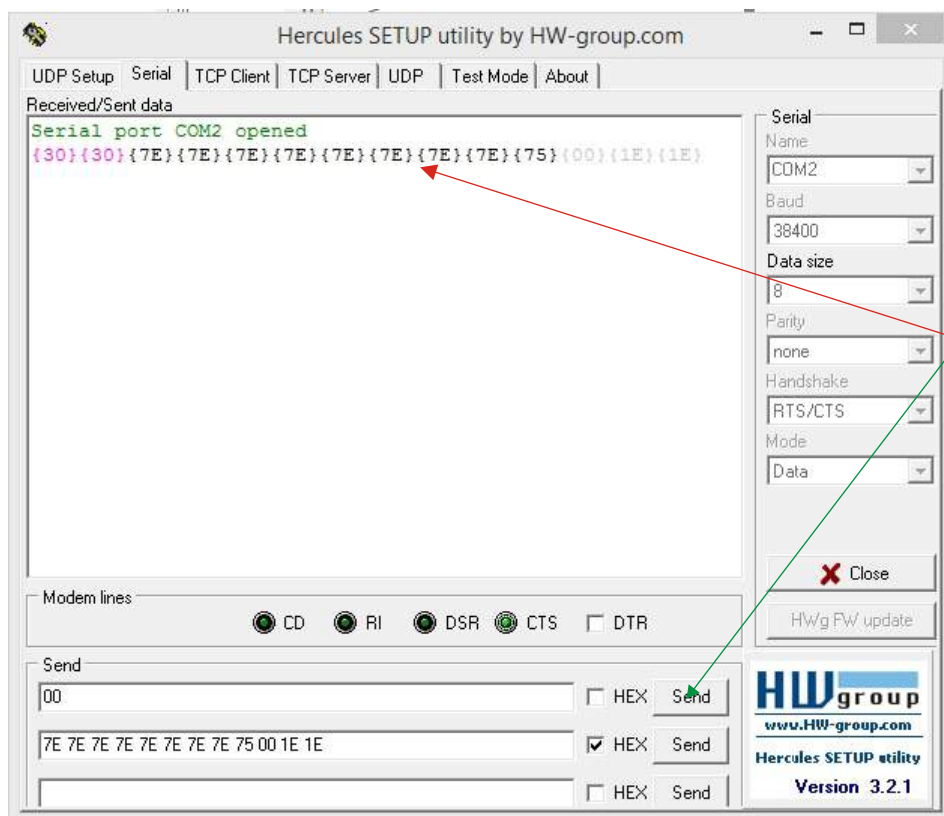 Hercules SETUP utility by HW-group.com
UDP Setup Serial TCP Client TCP Server UDP Test Mode About
Received/Sent data
Serial port COM2 opened
{30}{30}{7E}{7E}{7E}{7E}{7E}{7E}{7E}{7E}{75}{00}{1E}{1E}
Serial
Name
COM2
Baud
38400
Data size
8
Parity
none
Handshake
RTS/CTS
Mode
Data
Close
HWg FW update
Modem lines
CD RI DSR CTS DTR
Send
00 HEX Send
7E 7E 7E 7E 7E 7E 7E 7E 75 00 1E 1E HEX Send
HEX Send
HWgroup
www.HW-group.com
Hercules SETUP utility
Version 3.2.1